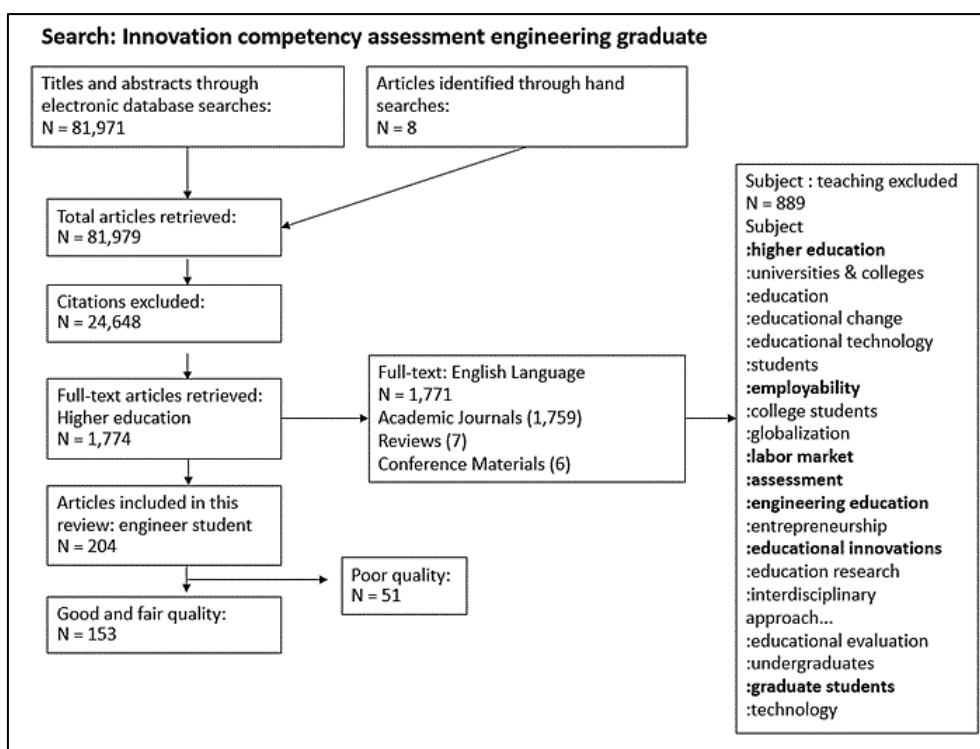 Search: Innovation competency assessment engineering graduate
Titles and abstracts through
electronic database searches:
N = 81,971
Articles identified through hand
searches:
N = 8
Total articles retrieved:
N = 81,979
Citations excluded:
N = 24,648
Full-text articles retrieved:
Higher education
N = 1,774
Full-text: English Language
N = 1,771
Academic Journals (1,759)
Reviews (7)
Conference Materials (6)
Articles included in this
review: engineer student
N = 204
Poor quality:
N = 51
Good and fair quality:
N = 153
Subject : teaching excluded
N = 889
Subject
:higher education
:universities & colleges
:education
:educational change
:educational technology
:students
:employability
:college students
:globalization
:labor market
:assessment
:engineering education
:entrepreneurship
:educational innovations
:education research
:interdisciplinary
approach...
:educational evaluation
:undergraduates
:graduate students
:technology